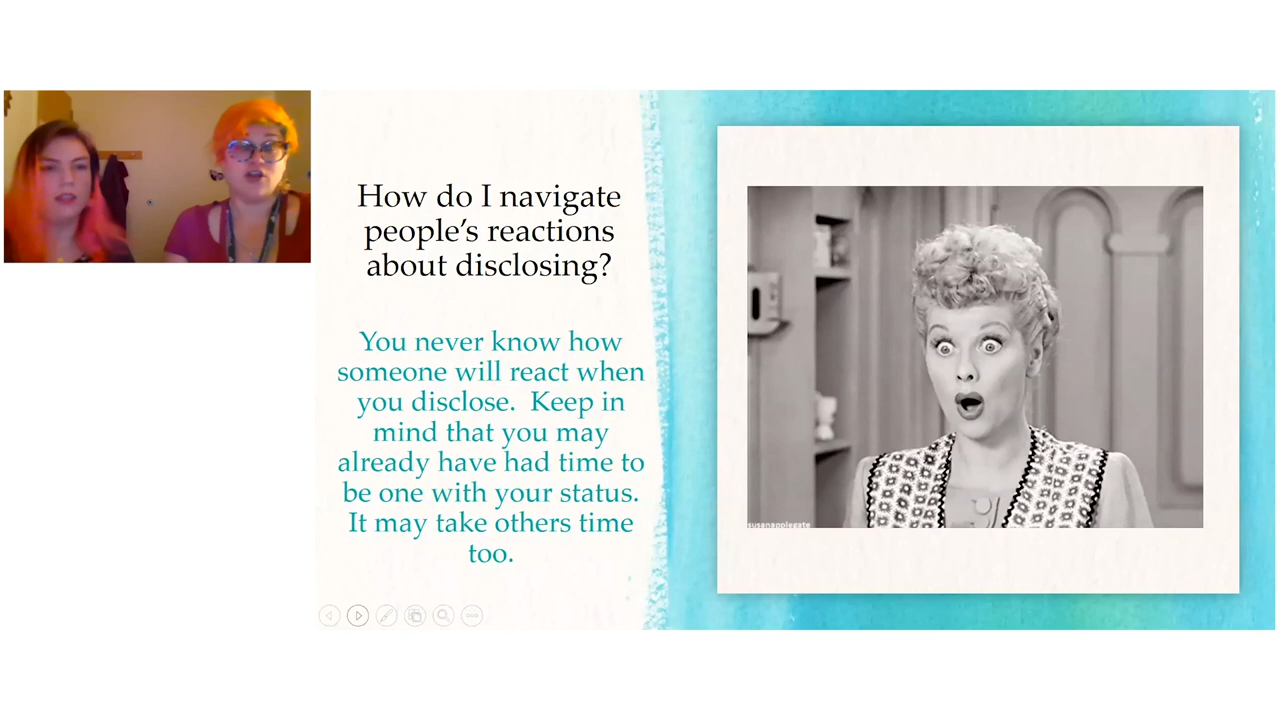 How do I navigate
people's reactions
about disclosing?
You never know how
someone will react when
you disclose.  Keep in
mind that you may
already have had time to
be one with your status.
It may take others time
too.
susanapplegate